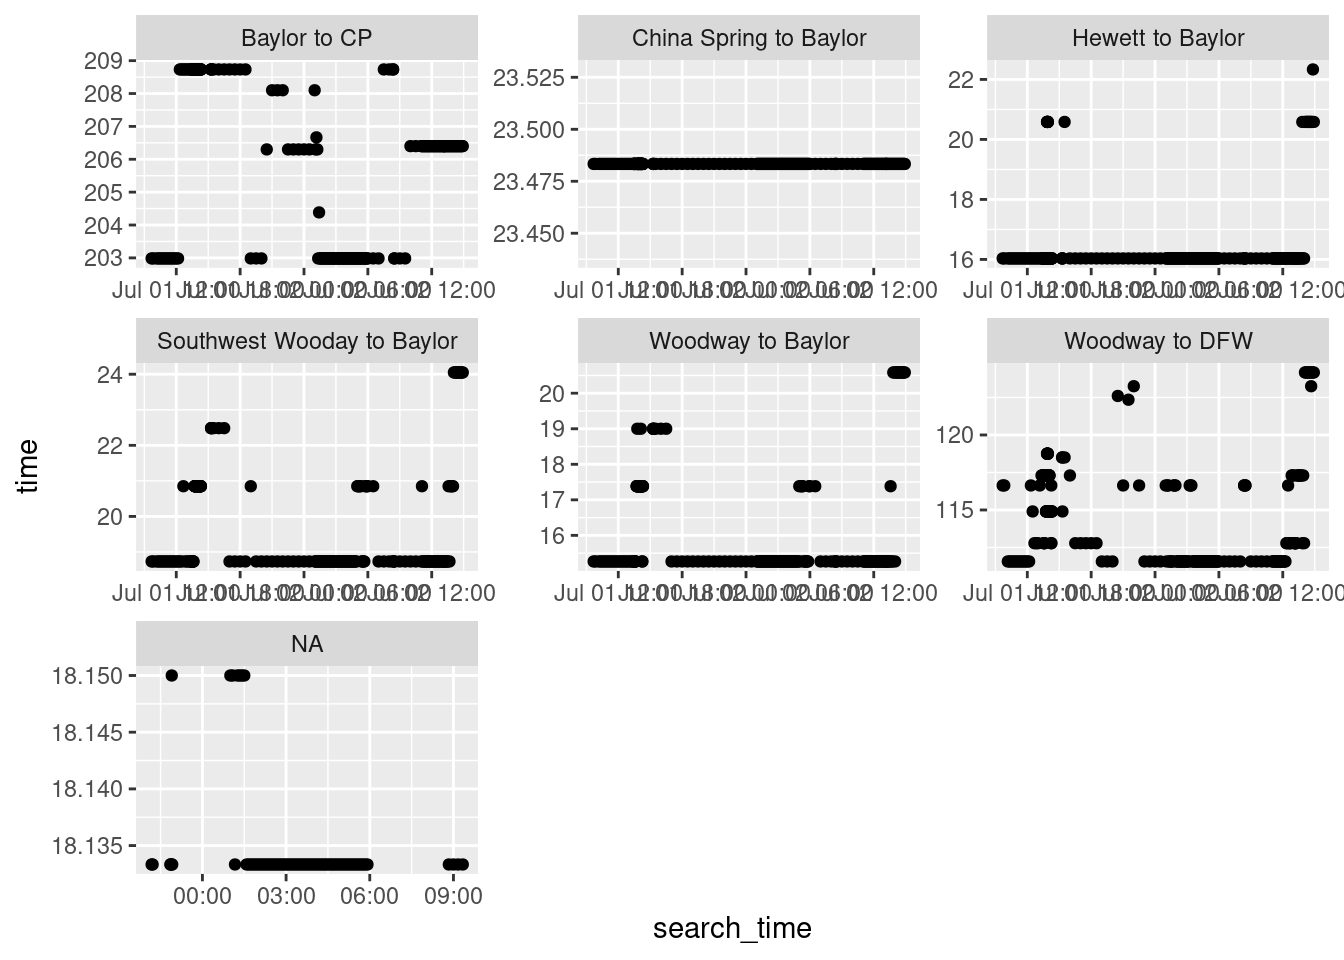 Baylor to CP
209
208
207
206
205
204
203
China Spring to Baylor
23.525
23.500
23.475
23.450
Hewett to Baylor
22
20
18
16
Southwest Wooday to Baylor
24
22
20
Woodway to Baylor
20
19
18
17
16
Woodway to DFW
120
115
NA
18.150
18.145
18.140
18.135
00:00 03:00 06:00 09:00
time
search_time